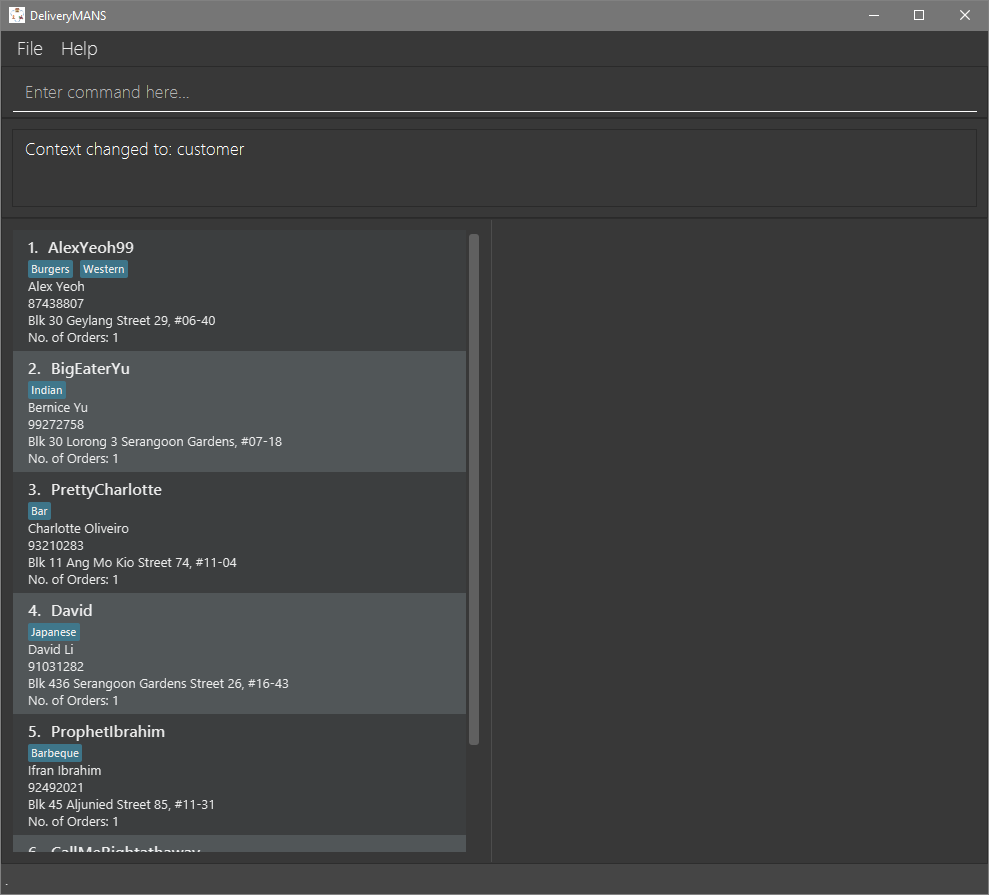 DeliveryMANS
File Help
Enter command here...
Context changed to: customer
1. AlexYeoh99
Burgers Western
Alex Yeoh
87438807
Blk 30 Geylang Street 29, #06-40
No. of Orders: 1
2. BigEaterYu
Indian
Bernice Yu
99272758
Blk 30 Lorong 3 Serangoon Gardens, #07-18
No. of Orders: 1
3. PrettyCharlotte
Bar
Charlotte Oliveiro
93210283
Blk 11 Ang Mo Kio Street 74, #11-04
No. of Orders: 1
4. David
Japanese
David Li
91031282
Blk 436 Serangoon Gardens Street 26, #16-43
No. of Orders: 1
5. ProphetIbrahim
Barbeque
Ifran Ibrahim
92492021
Blk 45 Aljunied Street 85, #11-31
No. of Orders: 1